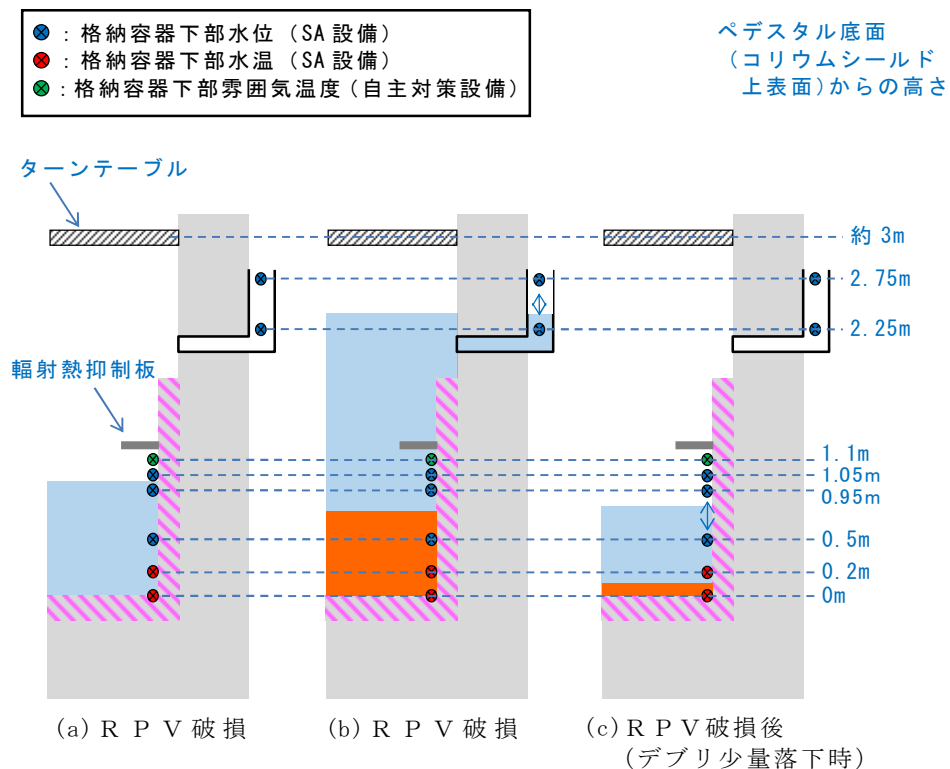 ⊗ : 格納容器下部水位 (SA 設備)
⊗ : 格納容器下部水温 (SA 設備)
⊗ : 格納容器下部雰囲気温度 (自主対策設備)
ペデスタル底面
(コリウムシールド
上表面)からの高さ
ターンテーブル
約 3m
2.75m
2.25m
輻射熱抑制板
1.1m
1.05m
0.95m
0.5m
0.2m
0m
(a) R P V 破損
(b) R P V 破損
(c) R P V 破損後
(デブリ少量落下時)